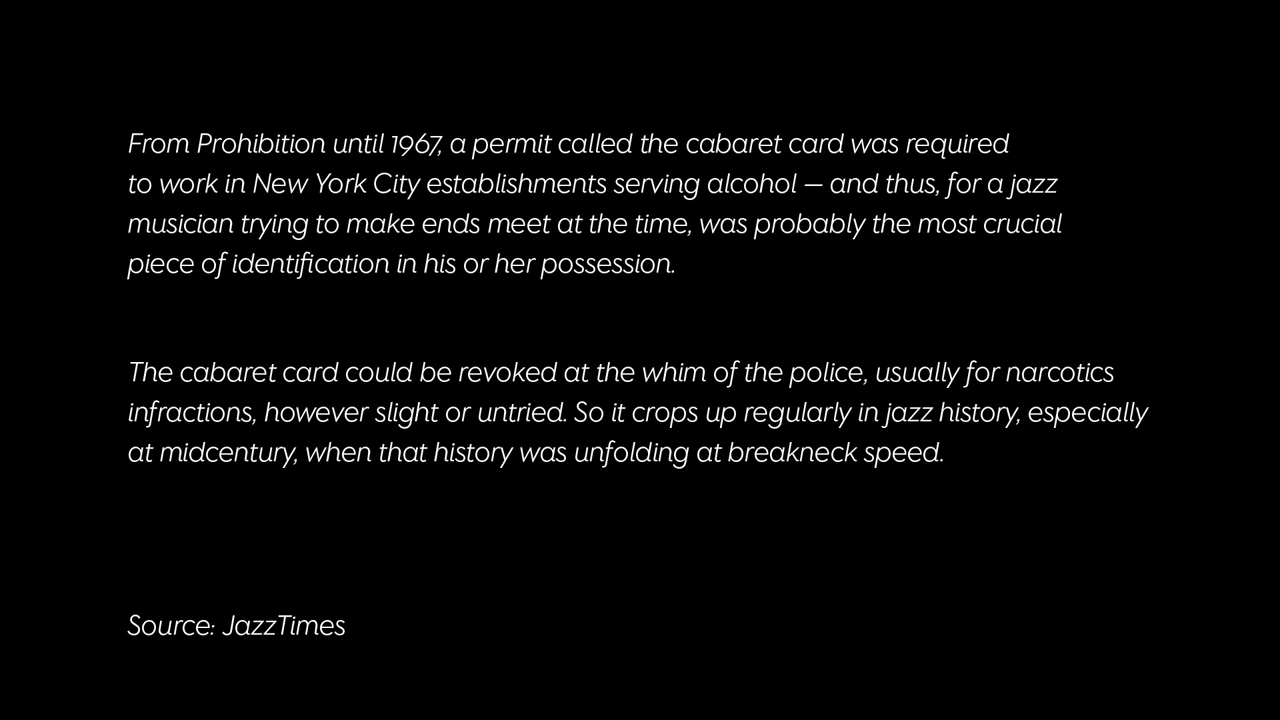 From Prohibition until 1967, a permit called the cabaret card was required
to work in New York City establishments serving alcohol — and thus, for a jazz
musician trying to make ends meet at the time, was probably the most crucial
piece of identification in his or her possession.
The cabaret card could be revoked at the whim of the police, usually for narcotics
infractions, however slight or untried. So it crops up regularly in jazz history, especially
at midcentury, when that history was unfolding at breakneck speed.
Source: JazzTimes